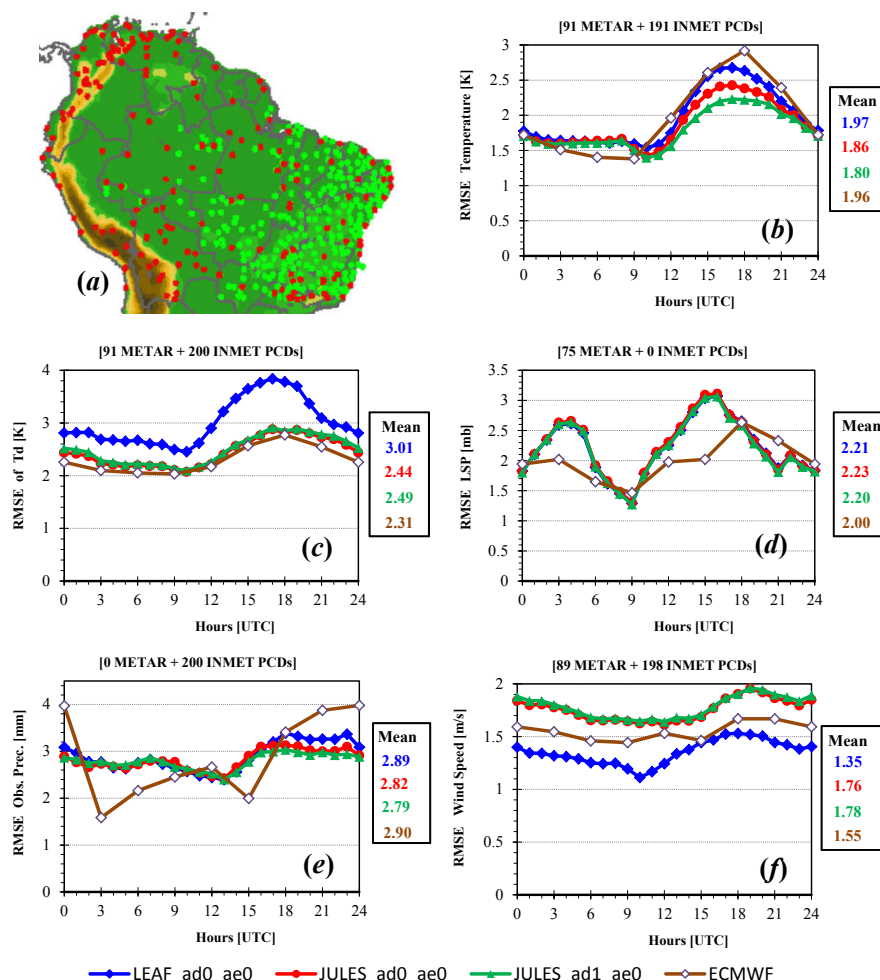 (a)
[91 METAR + 191 INMET PCDs]
RMSE Temperature [K]
3
2.5
2
1.5
1
0.5
0
0 3 6 9 12 15 18 21 24
Hours [UTC]
(b)
Mean
1.97
1.86
1.80
1.96
[91 METAR + 200 INMET PCDs]
RMSE of Td [K]
4
3
2
1
0
0 3 6 9 12 15 18 21 24
Hours [UTC]
(c)
Mean
3.01
2.44
2.49
2.31
[75 METAR + 0 INMET PCDs]
RMSE LSP [mb]
3.5
3
2.5
2
1.5
1
0.5
0
0 3 6 9 12 15 18 21 24
Hours [UTC]
(d)
Mean
2.21
2.23
2.20
2.00
[0 METAR + 200 INMET PCDs]
RMSE Obs. Prec. [mm]
4
3
2
1
0
0 3 6 9 12 15 18 21 24
Hours [UTC]
(e)
Mean
2.89
2.82
2.79
2.90
[89 METAR + 198 INMET PCDs]
RMSE Wind Speed [m/s]
2
1.5
1
0.5
0
0 3 6 9 12 15 18 21 24
Hours [UTC]
(f)
Mean
1.35
1.76
1.78
1.55
LEAF_ad0_ae0 JULES_ad0_ae0 JULES_ad1_ae0 ECMWF